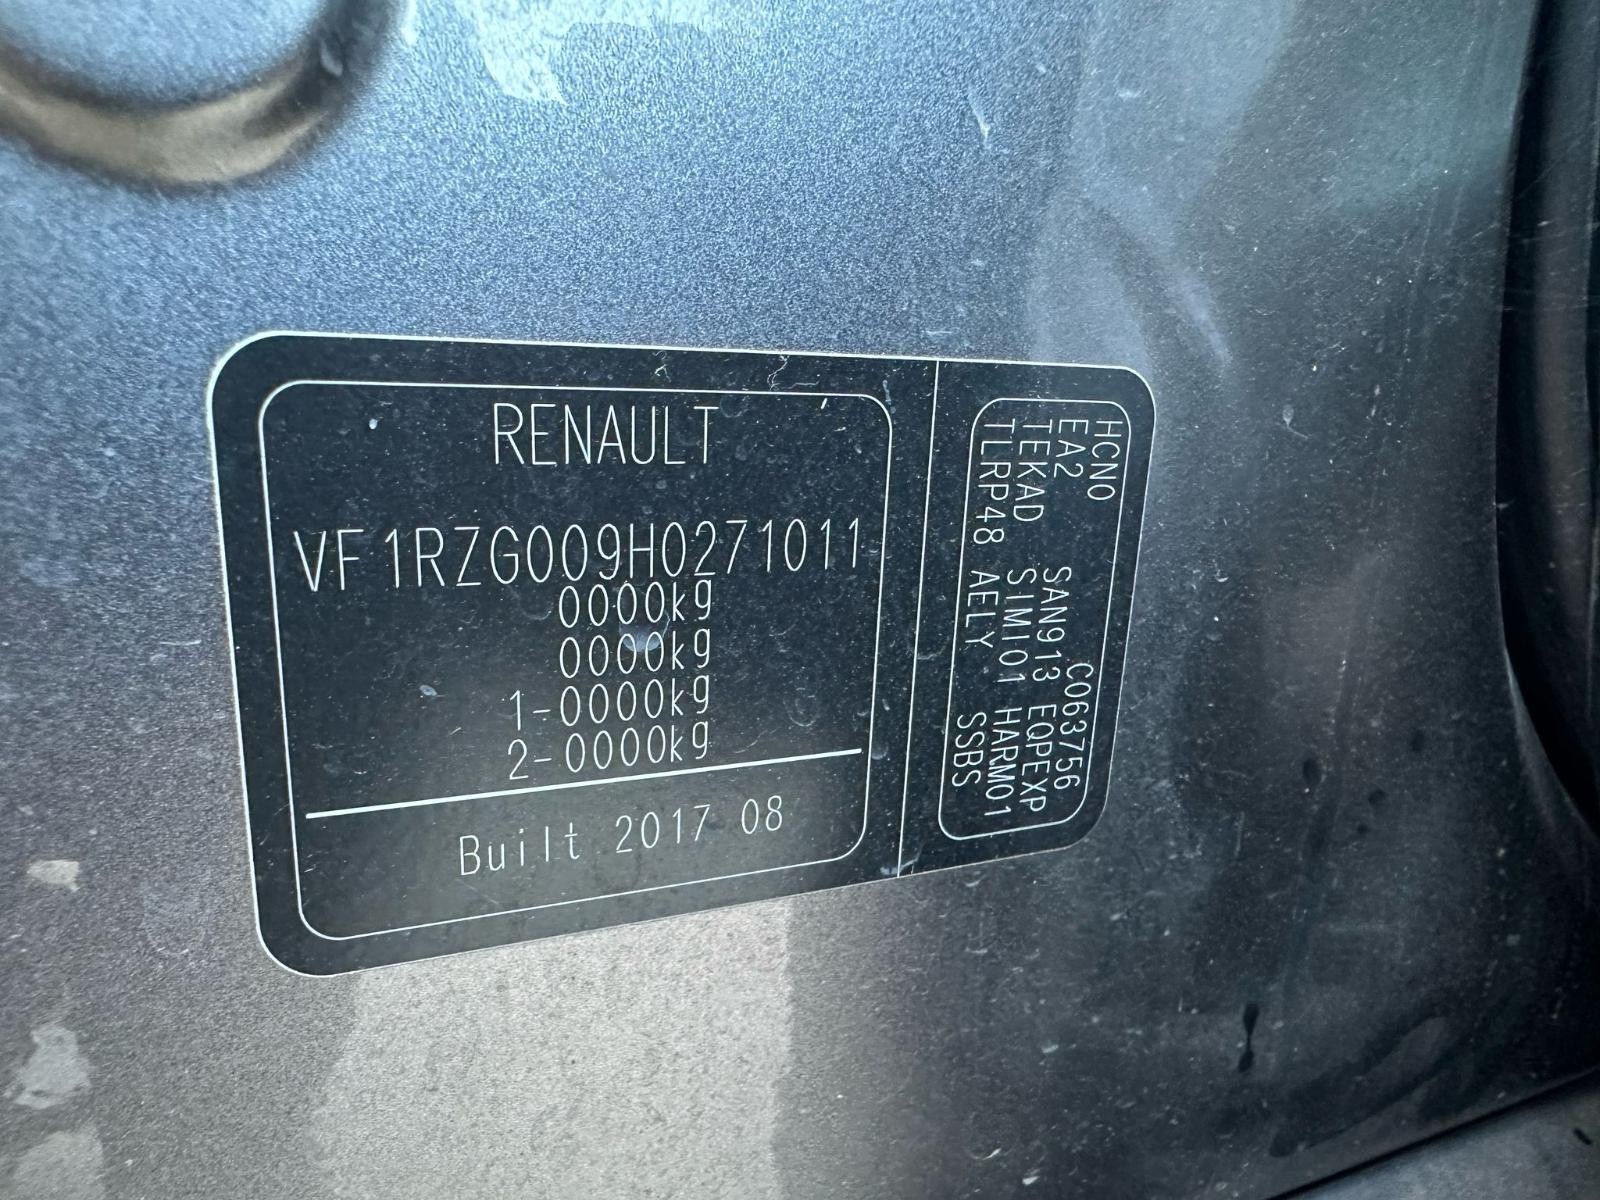 RENAULT
VF1RZG009H0271011
0000kg
0000kg
1-0000kg
2-0000kg
Built 2017 08
HCN0 C063756
EA2 SAN913 EQPEXP
TEKAD SIMI01 HARM01
TLRP48 AELY SSBS